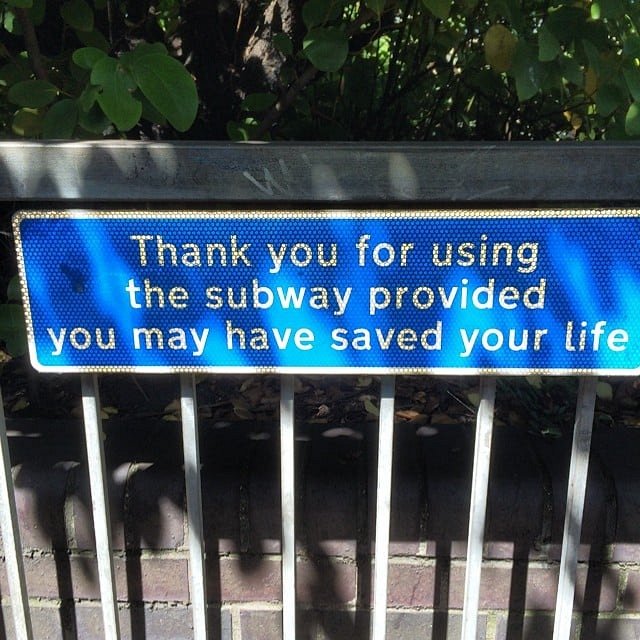 Thank you for using
the subway provided
you may have saved your life